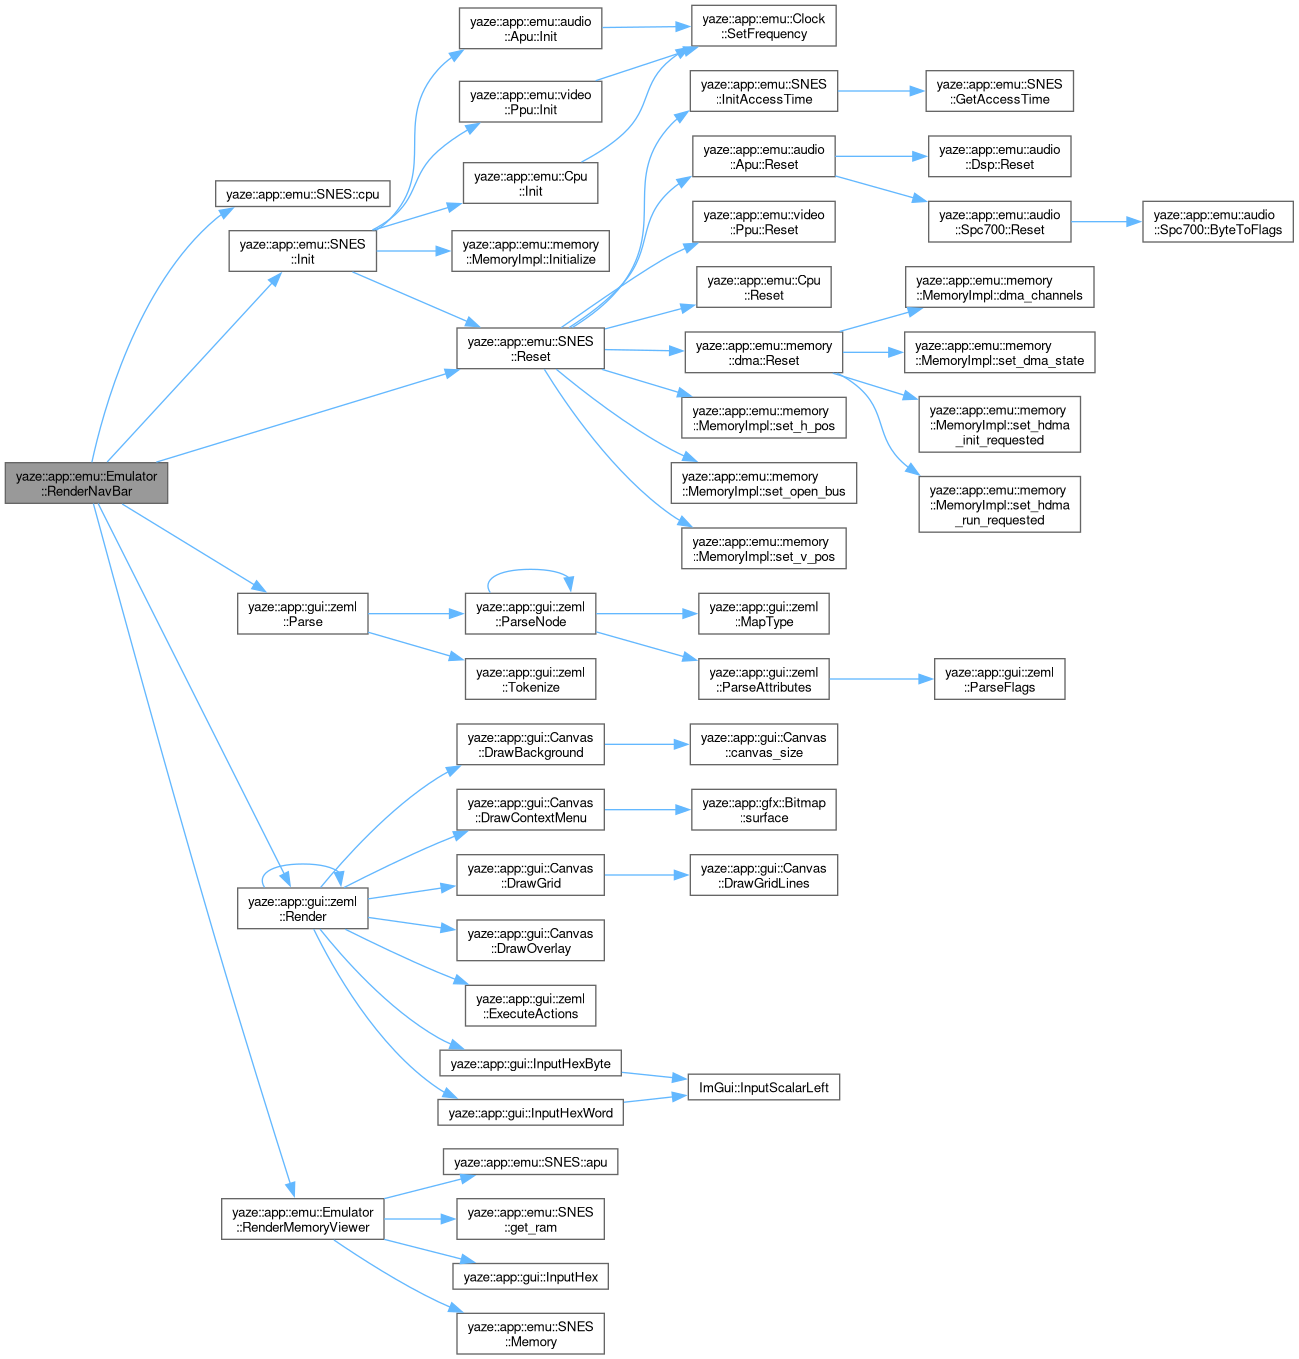 yaze::app::emu::Emulator
::RenderNavBar
yaze::app::emu::SNES::cpu
yaze::app::emu::SNES
::Init
yaze::app::gui::zeml
::Parse
yaze::app::gui::zeml
::Render
yaze::app::emu::Emulator
::RenderMemoryViewer
yaze::app::emu::audio
::Apu::Init
yaze::app::emu::video
::Ppu::Init
yaze::app::emu::Cpu
::Init
yaze::app::emu::memory
::MemoryImpl::Initialize
yaze::app::emu::SNES
::Reset
yaze::app::gui::zeml
::ParseNode
yaze::app::gui::zeml
::Tokenize
yaze::app::gui::Canvas
::DrawBackground
yaze::app::gui::Canvas
::DrawContextMenu
yaze::app::gui::Canvas
::DrawGrid
yaze::app::gui::Canvas
::DrawOverlay
yaze::app::gui::zeml
::ExecuteActions
yaze::app::gui::InputHexByte
yaze::app::gui::InputHexWord
yaze::app::emu::SNES::apu
yaze::app::emu::SNES
::get_ram
yaze::app::gui::InputHex
yaze::app::emu::SNES
::Memory
yaze::app::emu::Clock
::SetFrequency
yaze::app::emu::SNES
::InitAccessTime
yaze::app::emu::audio
::Apu::Reset
yaze::app::emu::video
::Ppu::Reset
yaze::app::emu::Cpu
::Reset
yaze::app::emu::memory
::dma::Reset
yaze::app::emu::memory
::MemoryImpl::set_h_pos
yaze::app::emu::memory
::MemoryImpl::set_open_bus
yaze::app::emu::memory
::MemoryImpl::set_v_pos
yaze::app::gui::zeml
::MapType
yaze::app::gui::zeml
::ParseAttributes
yaze::app::gui::Canvas
::canvas_size
yaze::app::gfx::Bitmap
::surface
yaze::app::gui::Canvas
::DrawGridLines
ImGui::InputScalarLeft
yaze::app::emu::SNES
::GetAccessTime
yaze::app::emu::audio
::Dsp::Reset
yaze::app::emu::audio
::Spc700::Reset
yaze::app::emu::memory
::MemoryImpl::dma_channels
yaze::app::emu::memory
::MemoryImpl::set_dma_state
yaze::app::emu::memory
::MemoryImpl::set_hdma
_init_requested
yaze::app::emu::memory
::MemoryImpl::set_hdma
_run_requested
yaze::app::gui::zeml
::ParseFlags
yaze::app::emu::audio
::Spc700::ByteToFlags